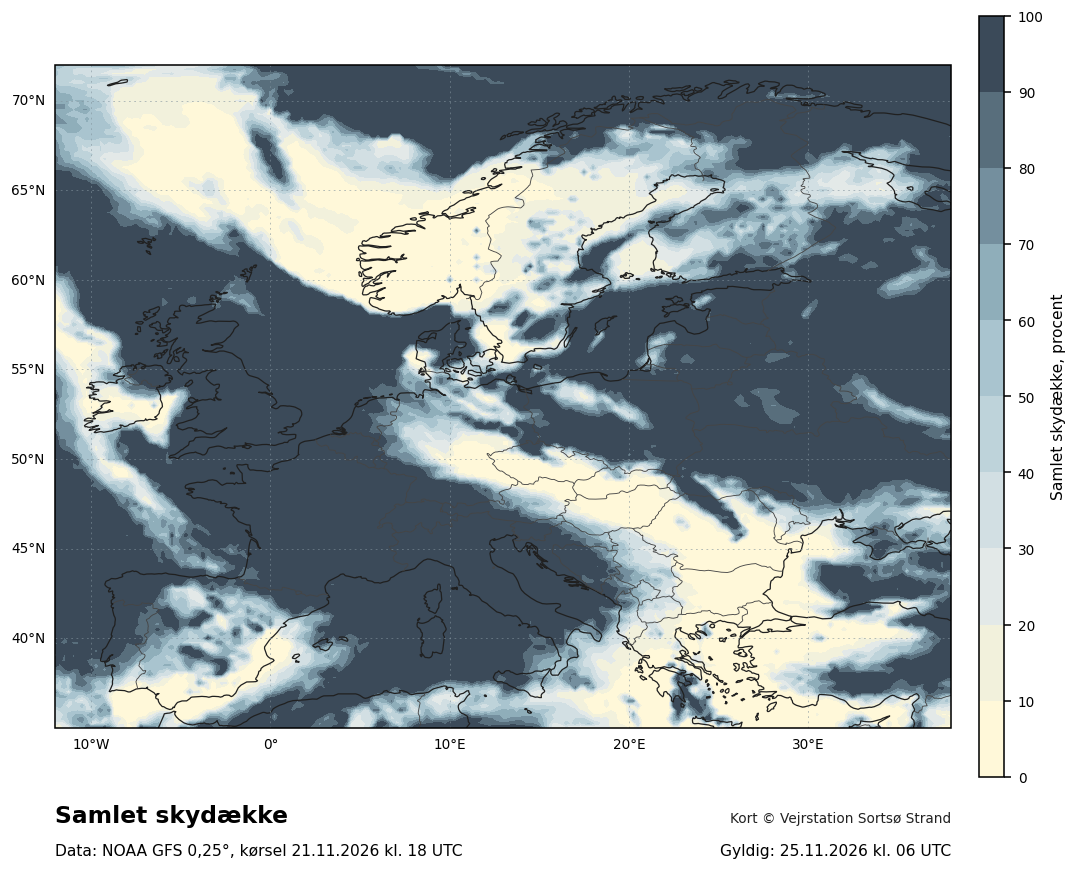 100
90
80
70
60
50
40
30
20
10
0
Samlet skydække, procent
70°N
65°N
60°N
55°N
50°N
45°N
40°N
10°W
0°
10°E
20°E
30°E
Samlet skydække
Kort © Vejrstation Sortsø Strand
Data: NOAA GFS 0,25°, kørsel 21.11.2026 kl. 18 UTC
Gyldig: 25.11.2026 kl. 06 UTC